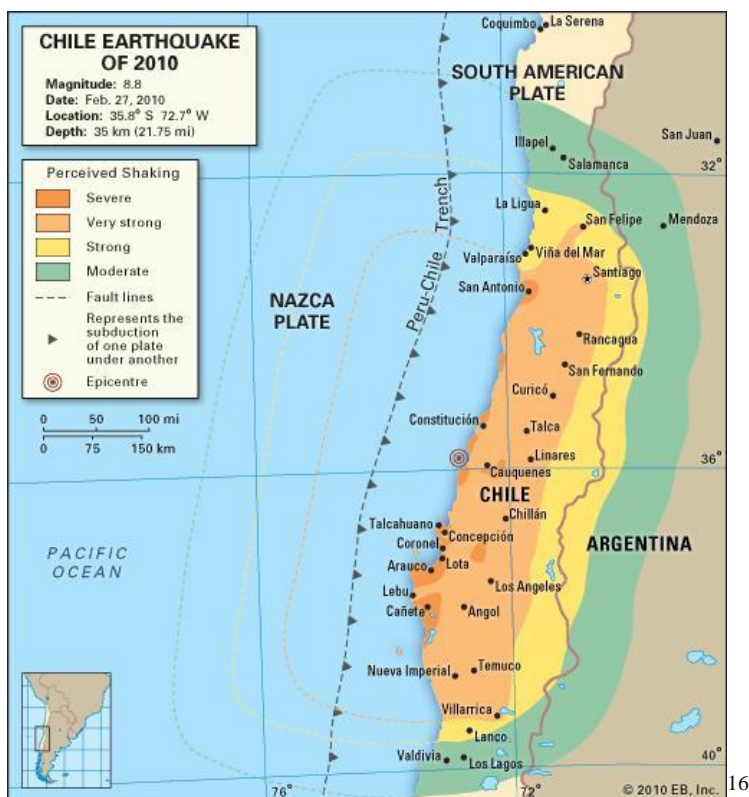 CHILE EARTHQUAKE
OF 2010
Magnitude: 8.8
Date: Feb. 27, 2010
Location: 35.8° S 72.7° W
Depth: 35 km (21.75 mi)
Perceived Shaking
Severe
Very strong
Strong
Moderate
Fault lines
Represents the
subduction
of one plate
under another
Epicentre
0 50 100 mi
0 75 150 km
NAZCA
PLATE
Peru-Chile Trench
PACIFIC
OCEAN
Coquimbo
La Serena
SOUTH AMERICAN
PLATE
Illapel
Salamanca
San Juan
32°
La Ligua
San Felipe
Mendoza
Viña del Mar
Valparaíso
Santiago
San Antonio
Rancagua
San Fernando
Curicó
Constitución
Talca
Linares
36°
Cauquenes
CHILE
Chillán
Talcahuano
Concepción
ARGENTINA
Coronel
Lota
Arauco
Los Angeles
Lebu
Cañete
Angol
Temuco
Nueva Imperial
Villarrica
Lanco
Valdivia
Los Lagos
40°
76°
72°
© 2010 EB, Inc.
16